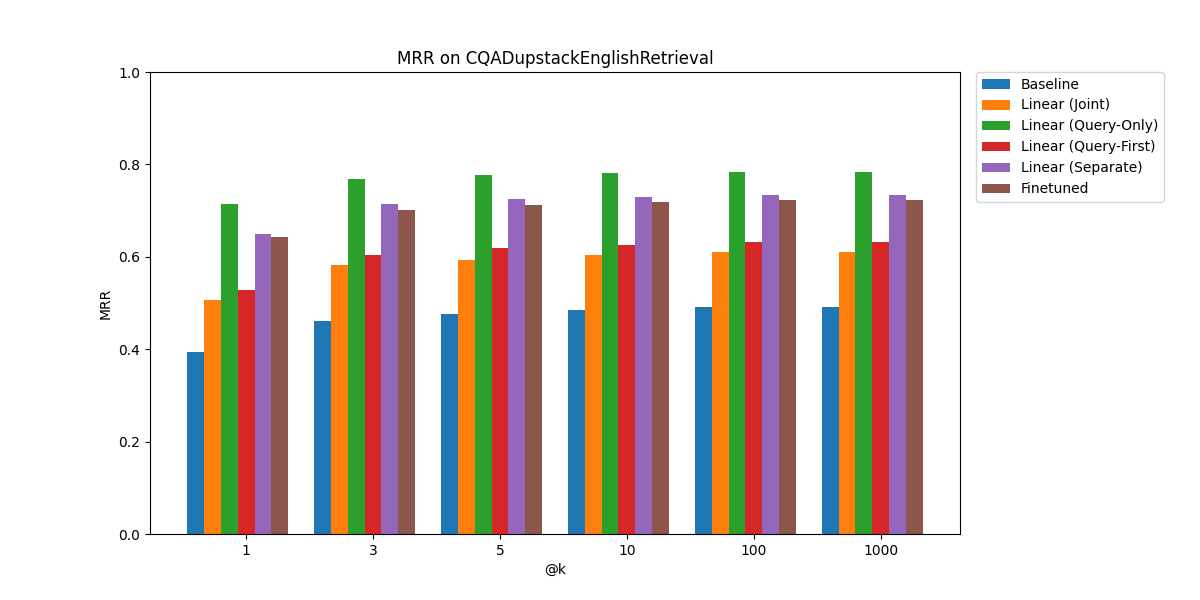 MRR on CQADupstackEnglishRetrieval
1.0
0.8
0.6
0.4
0.2
0.0
MRR
1 3 5 10 100 1000
@k
Baseline
Linear (Joint)
Linear (Query-Only)
Linear (Query-First)
Linear (Separate)
Finetuned